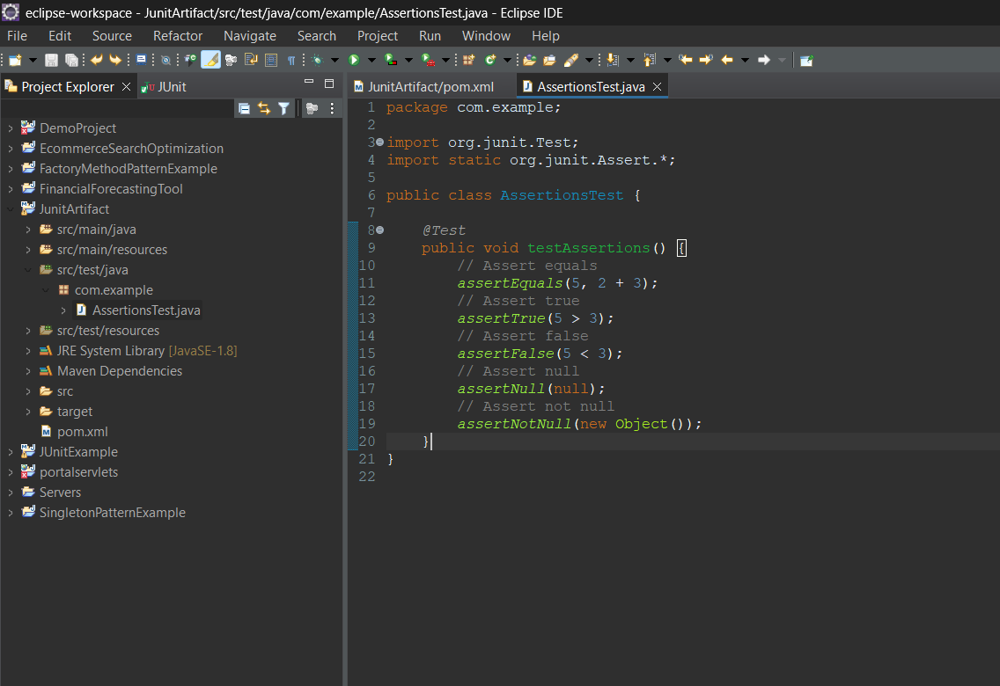 eclipse-workspace - JunitArtifact/src/test/java/com/example/AssertionsTest.java - Eclipse IDE
File Edit Source Refactor Navigate Search Project Run Window Help
Project Explorer JUnit
DemoProject
EcommerceSearchOptimization
FactoryMethodPatternExample
FinancialForecastingTool
JunitArtifact
src/main/java
src/main/resources
src/test/java
com.example
AssertionsTest.java
src/test/resources
JRE System Library [JavaSE-1.8]
Maven Dependencies
src
target
pom.xml
JUnitExample
portalservlets
Servers
SingletonPatternExample
JunitArtifact/pom.xml AssertionsTest.java
1 package com.example;
2
3 import org.junit.Test;
4 import static org.junit.Assert.*;
5
6 public class AssertionsTest {
7
8 @Test
9 public void testAssertions() {
10 // Assert equals
11 assertEquals(5, 2 + 3);
12 // Assert true
13 assertTrue(5 > 3);
14 // Assert false
15 assertFalse(5 < 3);
16 // Assert null
17 assertNull(null);
18 // Assert not null
19 assertNotNull(new Object());
20 }
21 }
22